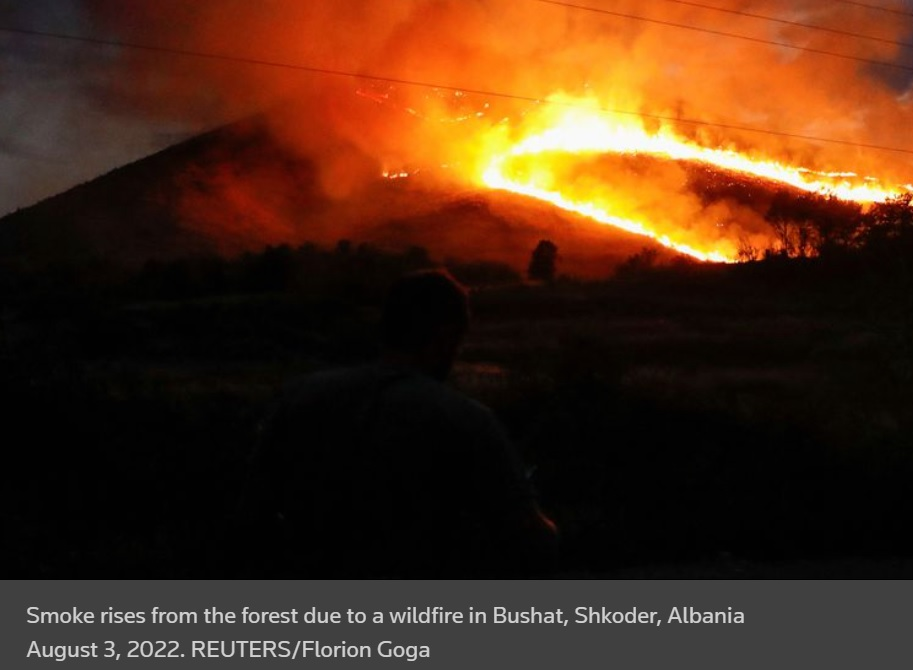 Smoke rises from the forest due to a wildfire in Bushat, Shkoder, Albania
August 3, 2022. REUTERS/Florion Goga